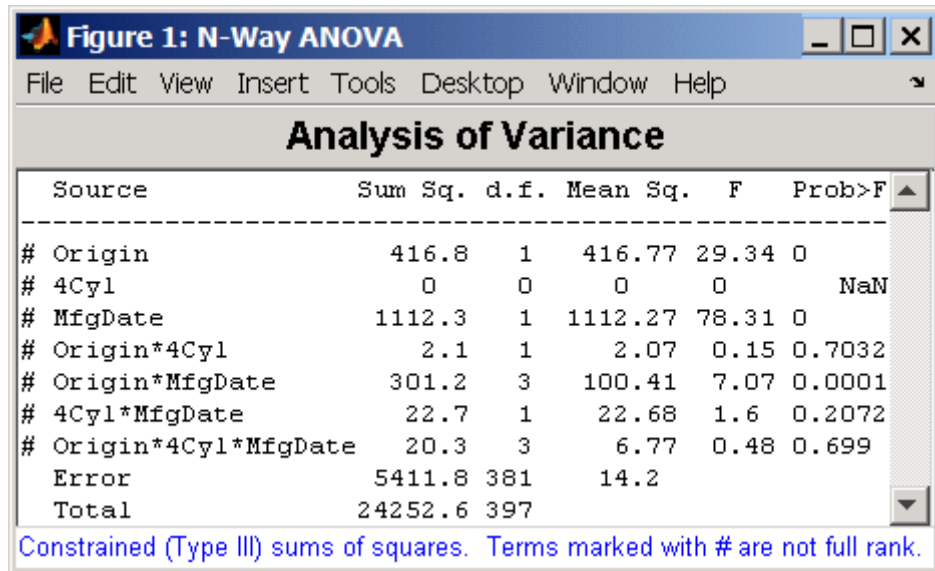 Figure 1: N-Way ANOVA
File Edit View Insert Tools Desktop Window Help
Analysis of Variance
Source Sum Sq. d.f. Mean Sq. F Prob>F
# Origin 416.8 1 416.77 29.34 0
# 4Cyl 0 0 0 0 NaN
# MfgDate 1112.3 1 1112.27 78.31 0
# Origin*4Cyl 2.1 1 2.07 0.15 0.7032
# Origin*MfgDate 301.2 3 100.41 7.07 0.0001
# 4Cyl*MfgDate 22.7 1 22.68 1.6 0.2072
# Origin*4Cyl*MfgDate 20.3 3 6.77 0.48 0.699
Error 5411.8 381 14.2
Total 24252.6 397
Constrained (Type III) sums of squares. Terms marked with # are not full rank.